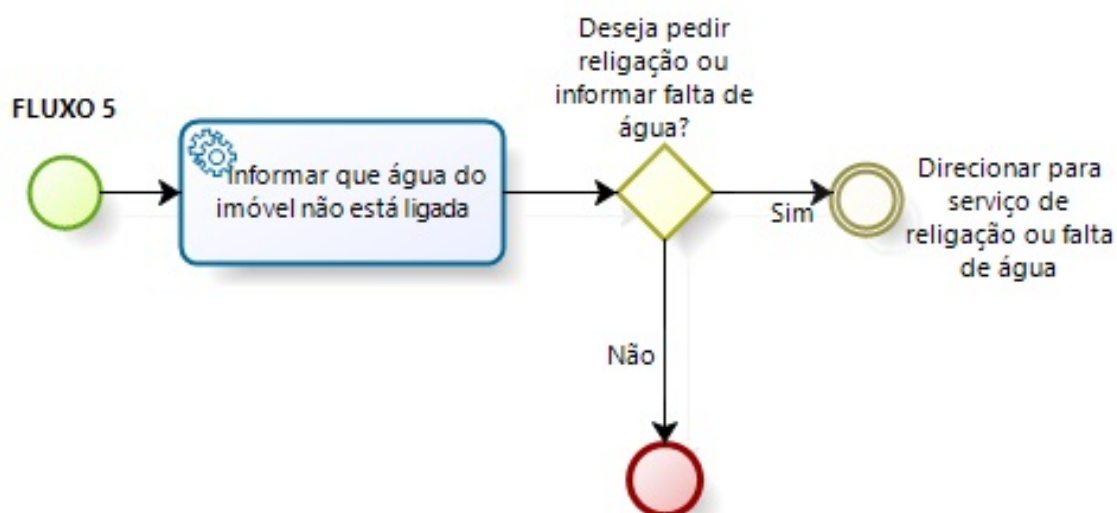 FLUXO 5
Informar que água do
imóvel não está ligada
Deseja pedir
religação ou
informar falta de
água?
Sim
Direcionar para
serviço de
religação ou falta
de água
Não